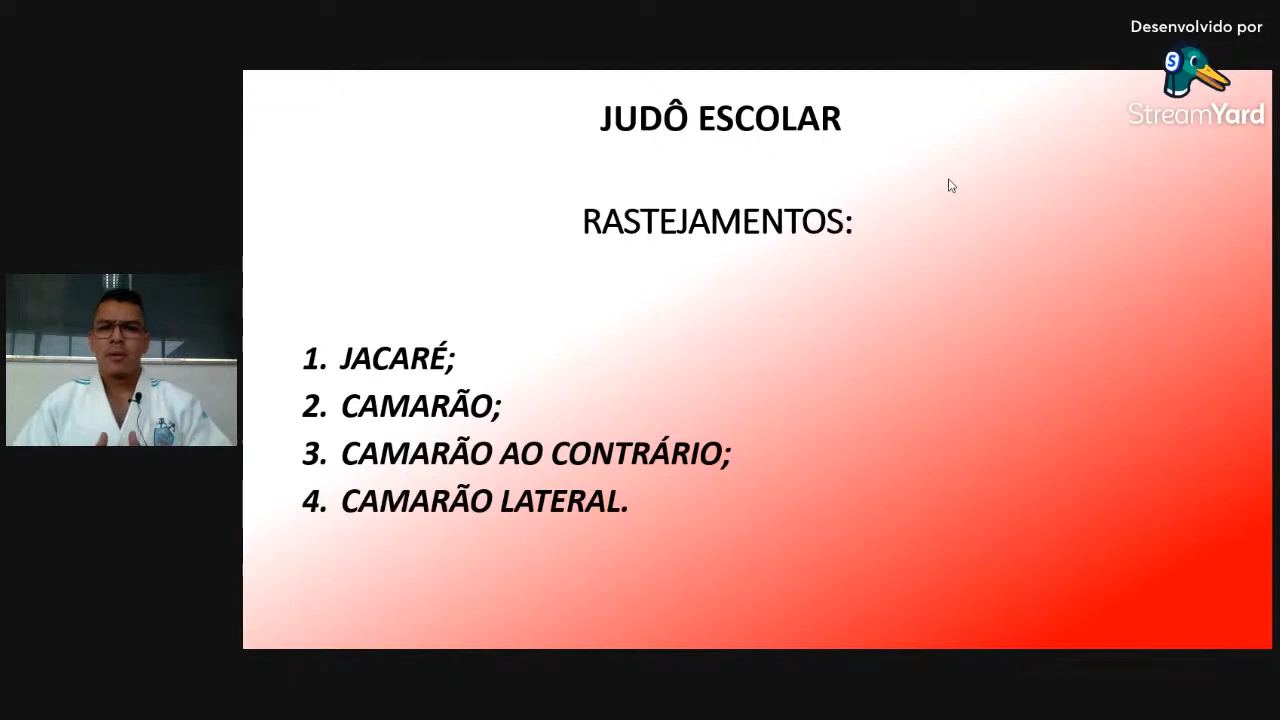 Desenvolvido por
StreamYard
JUDÔ ESCOLAR
RASTEJAMENTOS:
1. JACARÉ;
2. CAMARÃO;
3. CAMARÃO AO CONTRÁRIO;
4. CAMARÃO LATERAL.